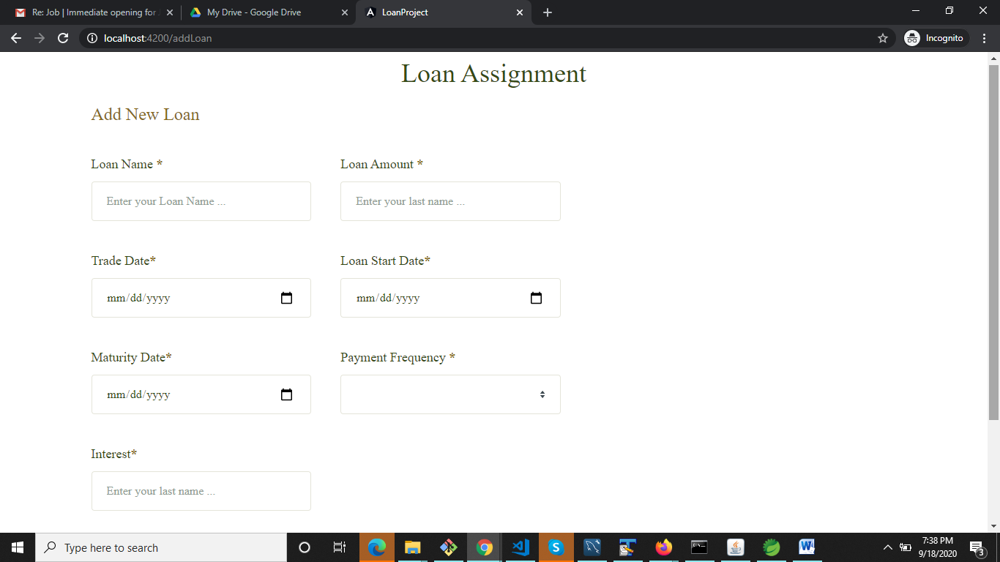 Re: Job | Immediate opening for
My Drive - Google Drive
LoanProject
localhost:4200/addLoan
Incognito
Loan Assignment
Add New Loan
Loan Name *
Loan Amount *
Enter your Loan Name ...
Enter your last name ...
Trade Date*
Loan Start Date*
mm/dd/yyyy
mm/dd/yyyy
Maturity Date*
Payment Frequency *
mm/dd/yyyy
Interest*
Enter your last name ...
Type here to search
7:38 PM
9/18/2020
3